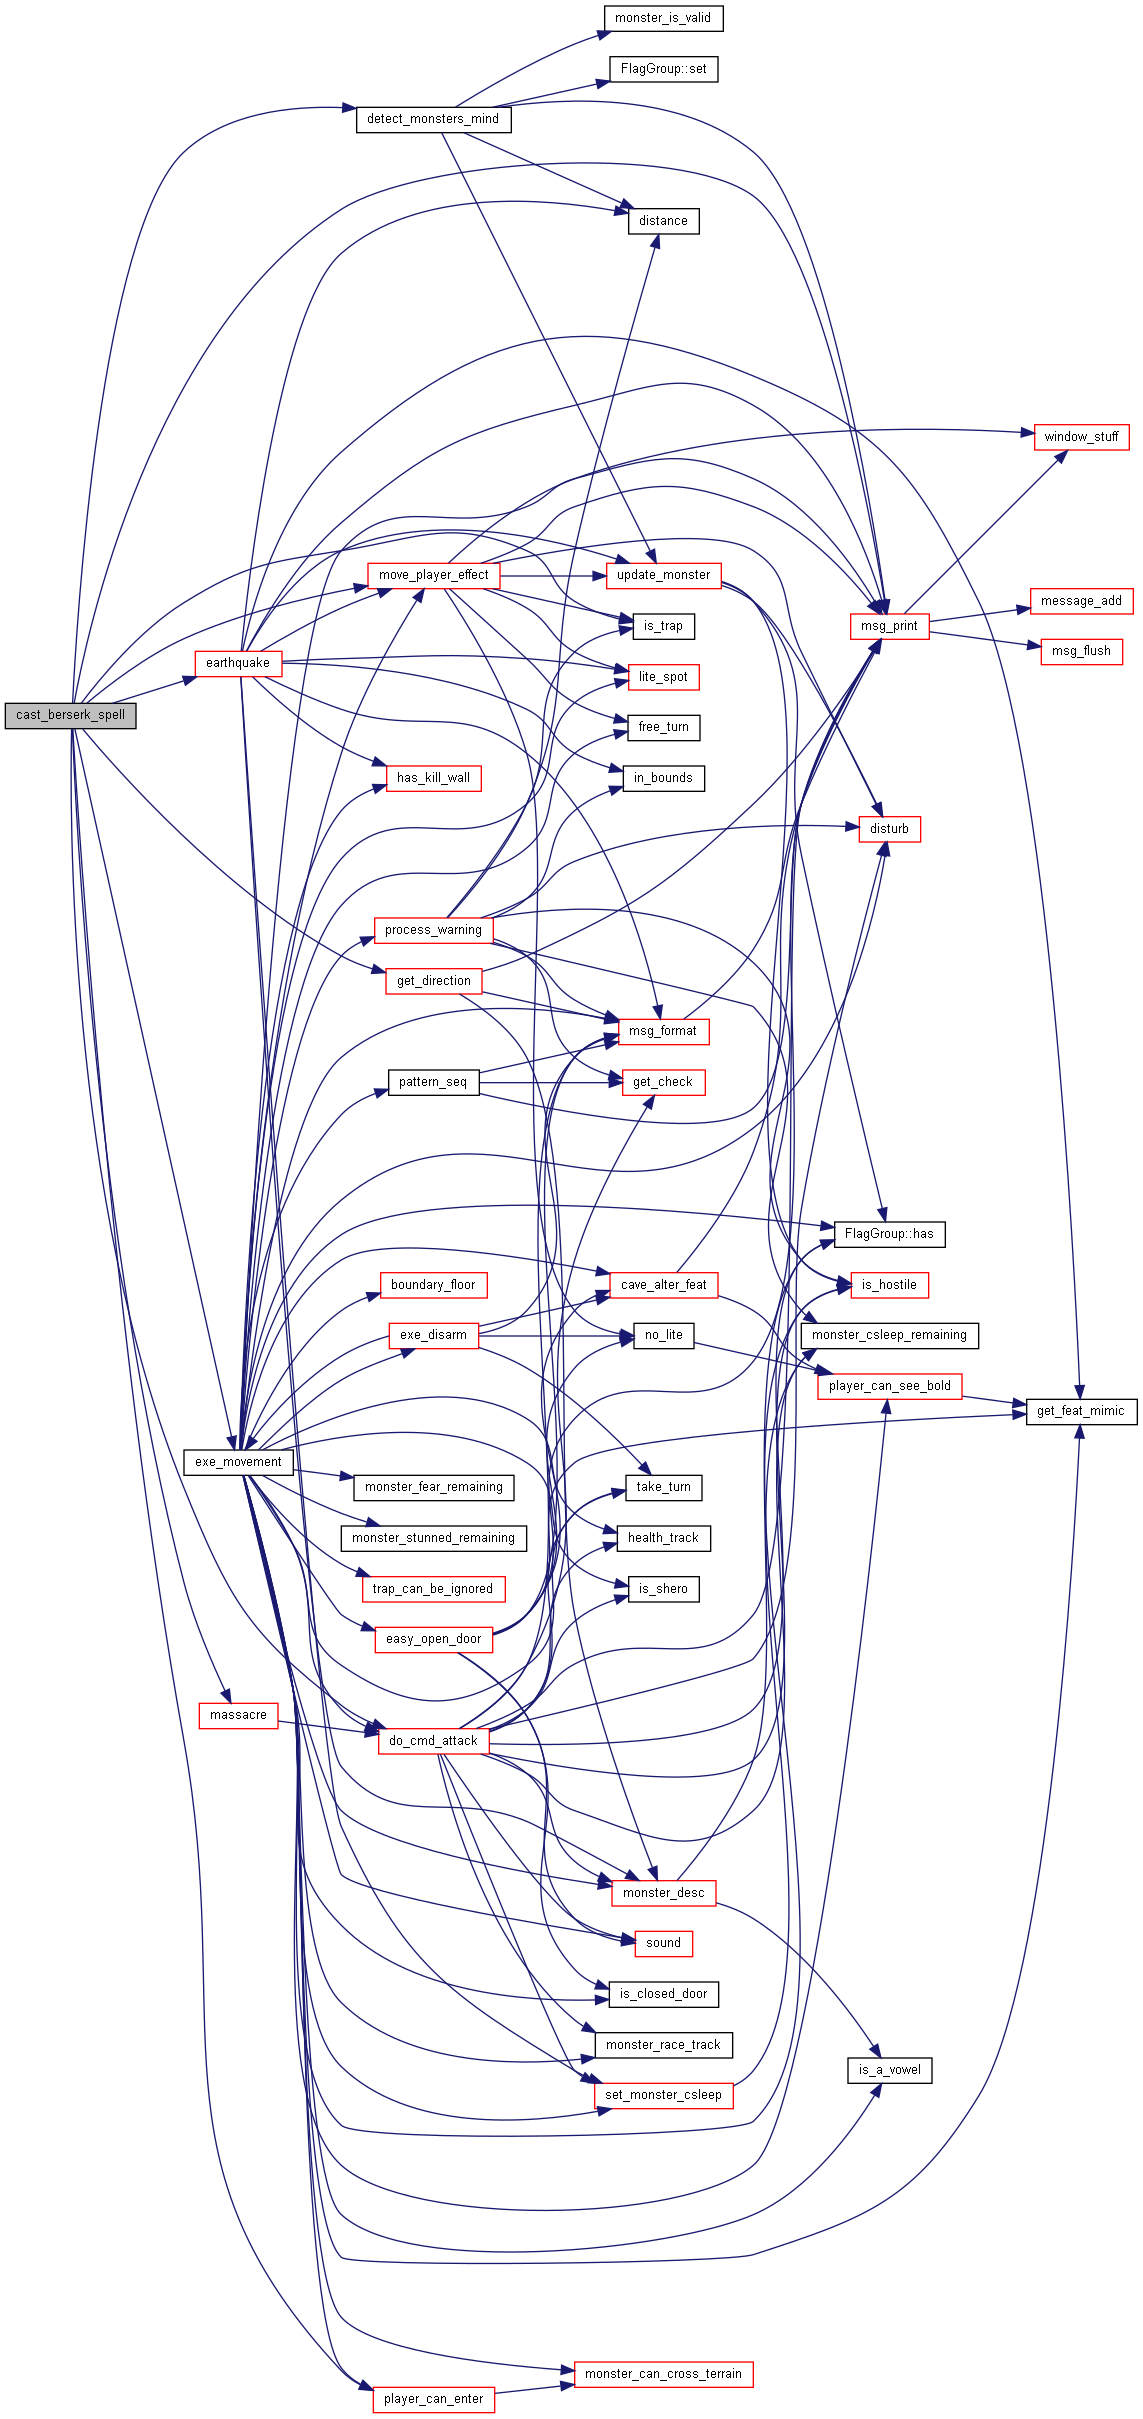 monster_is_valid
FlagGroup::set
detect_monsters_mind
distance
window_stuff
move_player_effect
update_monster
message_add
is_trap
msg_print
msg_flush
earthquake
lite_spot
cast_berserk_spell
free_turn
has_kill_wall
in_bounds
disturb
process_warning
get_direction
msg_format
pattern_seq
get_check
FlagGroup::has
boundary_floor
cave_alter_feat
is_hostile
exe_disarm
no_lite
monster_csleep_remaining
player_can_see_bold
get_feat_mimic
exe_movement
monster_fear_remaining
take_turn
monster_stunned_remaining
health_track
trap_can_be_ignored
is_shero
easy_open_door
massacre
do_cmd_attack
monster_desc
sound
is_closed_door
monster_race_track
is_a_vowel
set_monster_csleep
monster_can_cross_terrain
player_can_enter